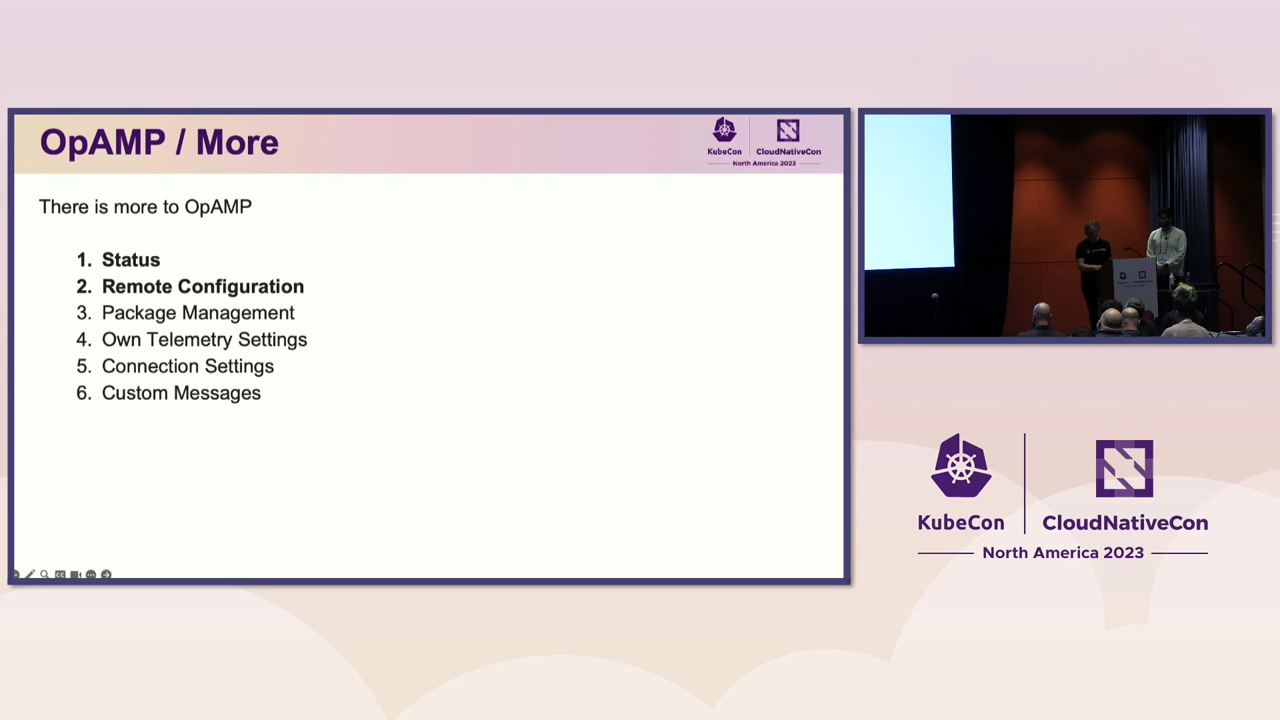 OpAMP / More
KubeCon
CloudNativeCon
North America 2023
There is more to OpAMP
1. Status
2. Remote Configuration
3. Package Management
4. Own Telemetry Settings
5. Connection Settings
6. Custom Messages
KubeCon
CloudNativeCon
North America 2023